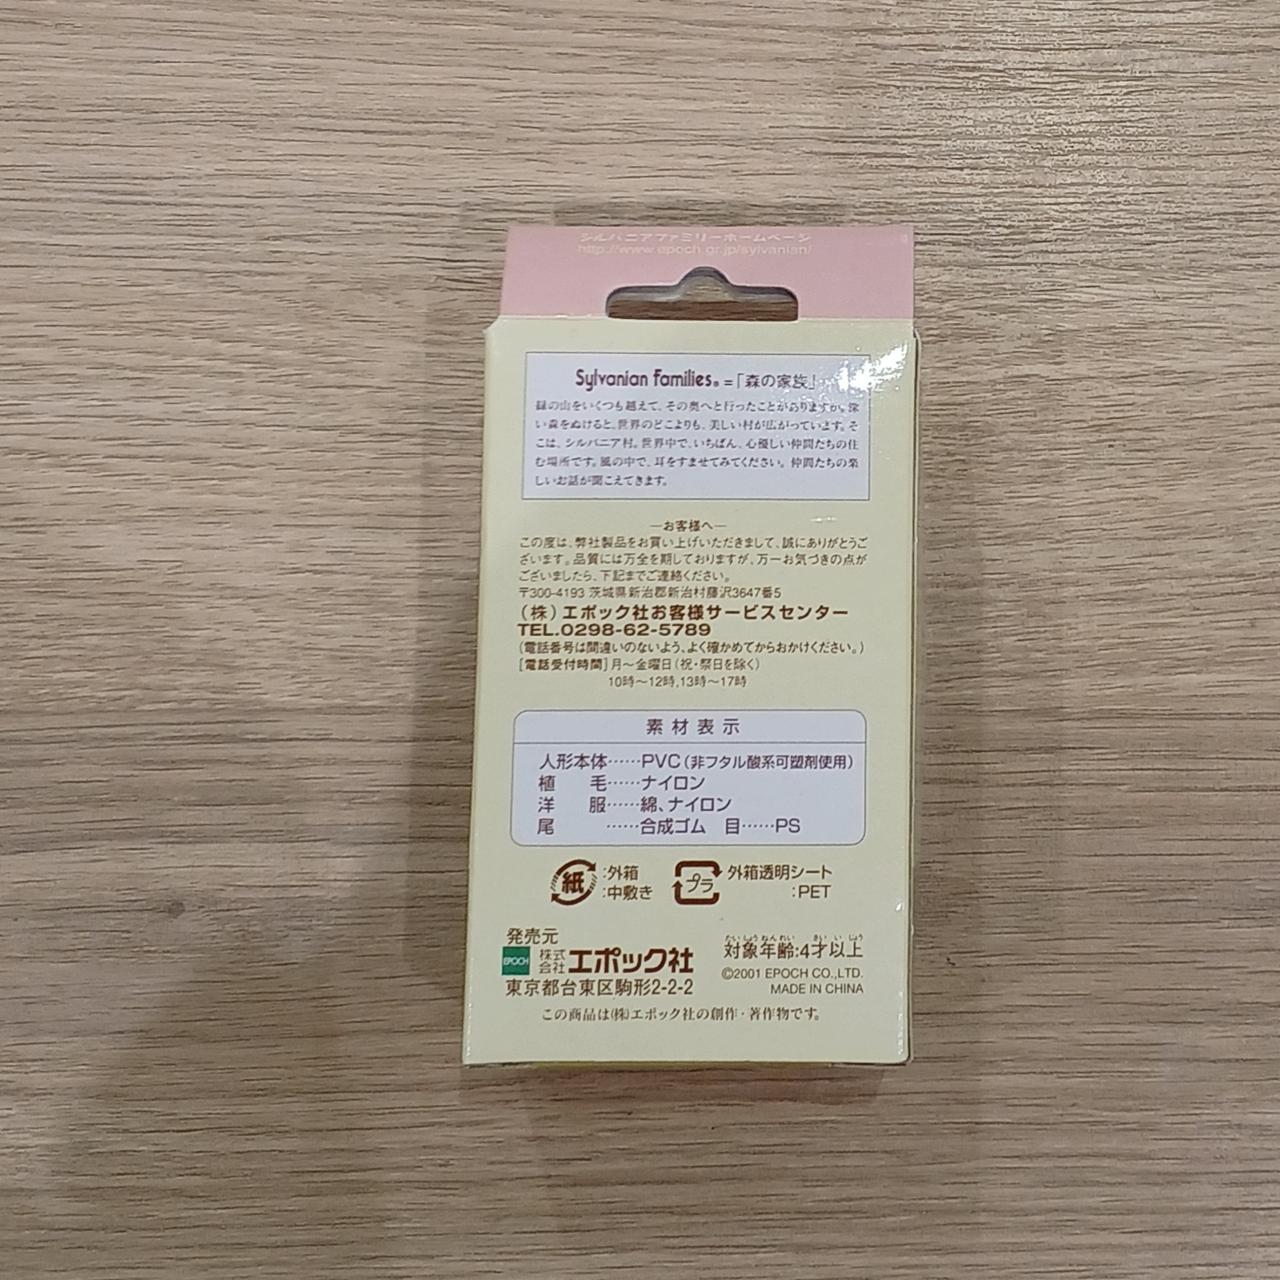 シルバニアファミリーホームページ
http://www.epoch.gr.jp/sylvanian/
Sylvanian Families® =「森の家族」
緑の山をいくつも越えて、その奥へと行ったことがありますか。深
い森をぬけると、世界のどこよりも、美しい村が広がっています。そ
こは、シルバニア村。世界中で、いちばん、心優しい仲間たちの住
む場所です。風の中で、耳をすませてみてください。仲間たちの楽
しいお話が聞こえてきます。
―お客様へ―
この度は、弊社製品をお買い上げいただきまして、誠にありがとうご
ざいます。品質には万全を期しておりますが、万一お気づきの点が
ございましたら、下記までご連絡ください。
〒300-4193 茨城県新治郡新治村藤沢3647番5
(株)エポック社お客様サービスセンター
TEL.0298-62-5789
(電話番号は間違いのないよう、よく確かめてからおかけください。)
[電話受付時間]月〜金曜日(祝・祭日を除く)
10時〜12時,13時〜17時
素材表示
人形本体……PVC(非フタル酸系可塑剤使用)
植 毛……ナイロン
洋 服……綿、ナイロン
尾 ……合成ゴム 目……PS
紙 :外箱
:中敷き
プラ 外箱透明シート
:PET
発売元
EPOCH 株式会社エポック社
東京都台東区駒形2-2-2
たいしょうねんれい さいいじょう
対象年齢:4才以上
©2001 EPOCH CO.,LTD.
MADE IN CHINA
この商品は(株)エポック社の創作・著作物です。